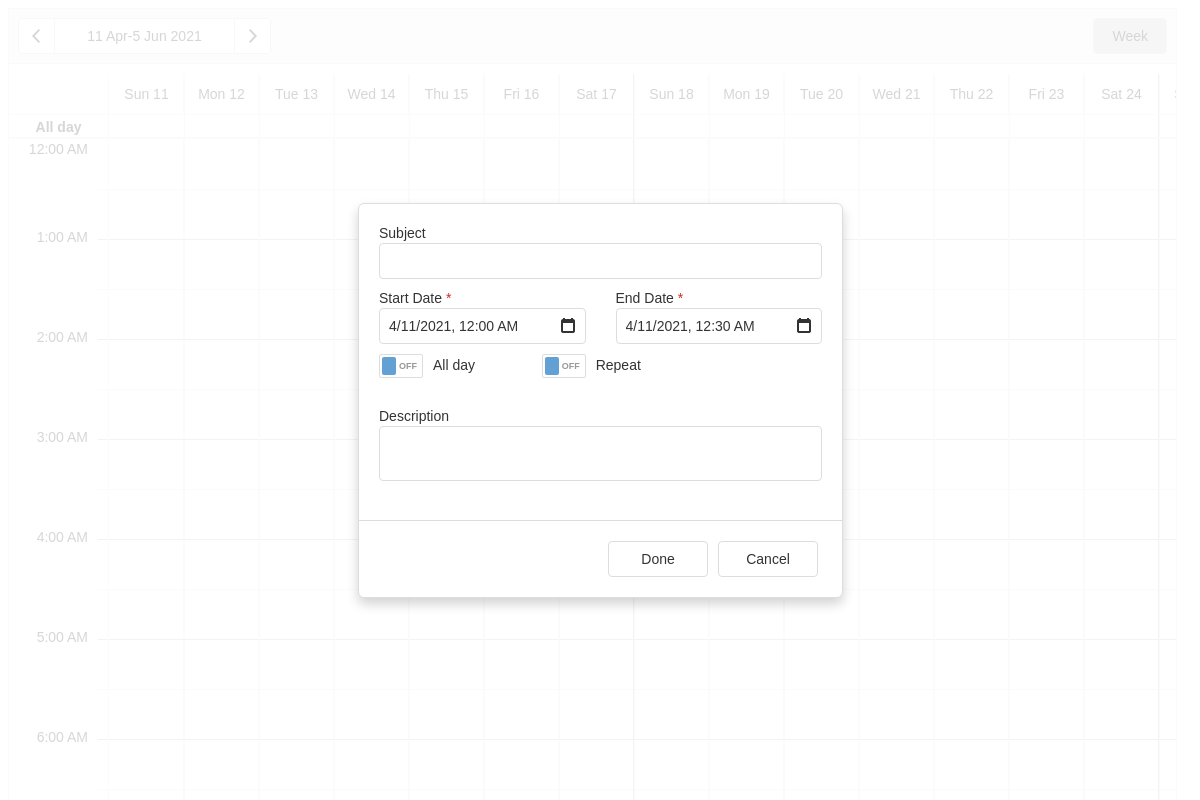 11 Apr-5 Jun 2021
Week
Sun 11 Mon 12 Tue 13 Wed 14 Thu 15 Fri 16 Sat 17 Sun 18 Mon 19 Tue 20 Wed 21 Thu 22 Fri 23 Sat 24
All day
12:00 AM
1:00 AM
2:00 AM
3:00 AM
4:00 AM
5:00 AM
6:00 AM
Subject
Start Date * End Date *
4/11/2021, 12:00 AM 4/11/2021, 12:30 AM
OFF All day OFF Repeat
Description
Done Cancel